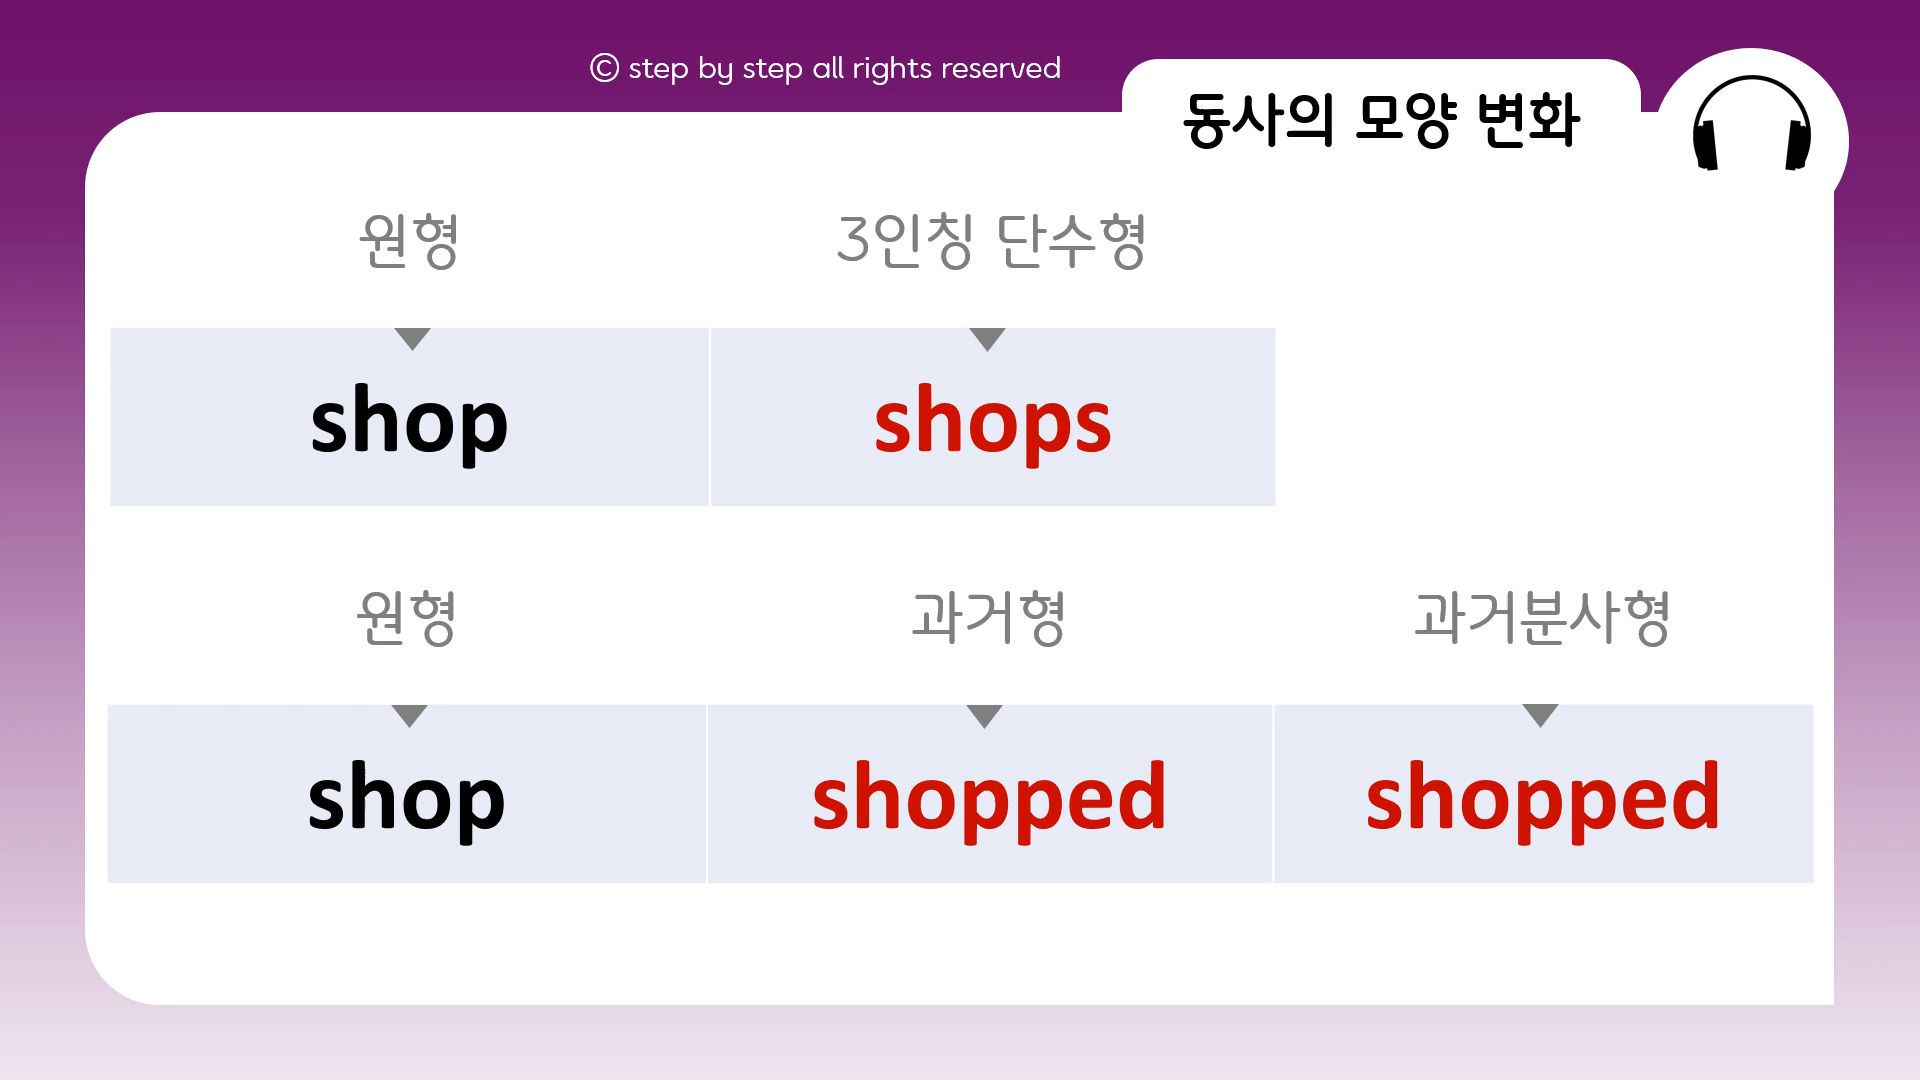 © step by step all rights reserved
동사의 모양 변화
원형 3인칭 단수형
shop shops
원형 과거형 과거분사형
shop shopped shopped